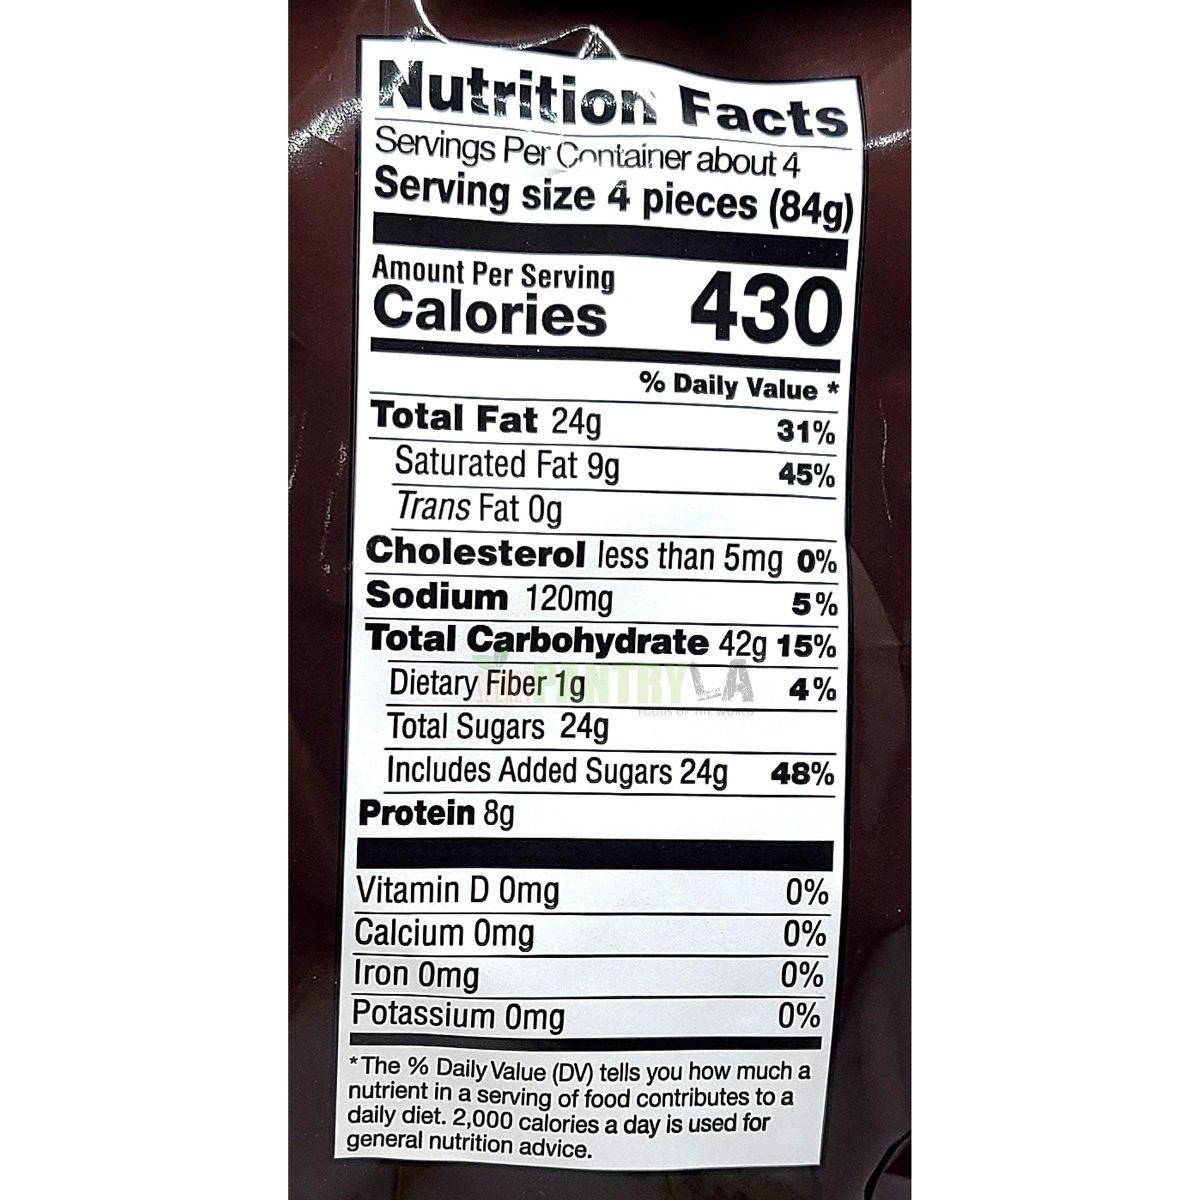 Nutrition Facts
Servings Per Container about 4
Serving size 4 pieces (84g)
Amount Per Serving
Calories 430
% Daily Value *
Total Fat 24g 31%
Saturated Fat 9g 45%
Trans Fat 0g
Cholesterol less than 5mg 0%
Sodium 120mg 5%
Total Carbohydrate 42g 15%
Dietary Fiber 1g 4%
PANTRY LA
FOODS OF THE WORLD
Total Sugars 24g
Includes Added Sugars 24g 48%
Protein 8g
Vitamin D 0mg 0%
Calcium 0mg 0%
Iron 0mg 0%
Potassium 0mg 0%
*The % Daily Value (DV) tells you how much a
nutrient in a serving of food contributes to a
daily diet. 2,000 calories a day is used for
general nutrition advice.